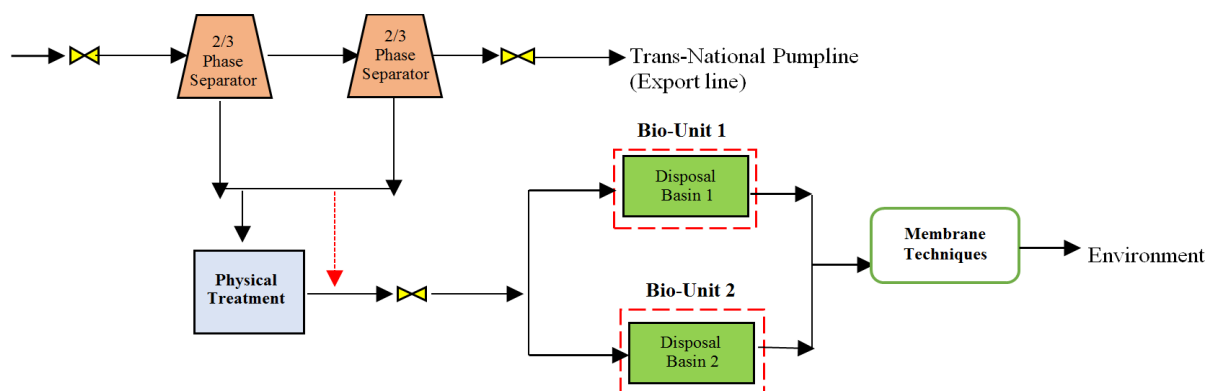 2/3
Phase
Separator
2/3
Phase
Separator
Trans-National Pumpline
(Export line)
Bio-Unit 1
Disposal
Basin 1
Physical
Treatment
Membrane
Techniques
Environment
Bio-Unit 2
Disposal
Basin 2